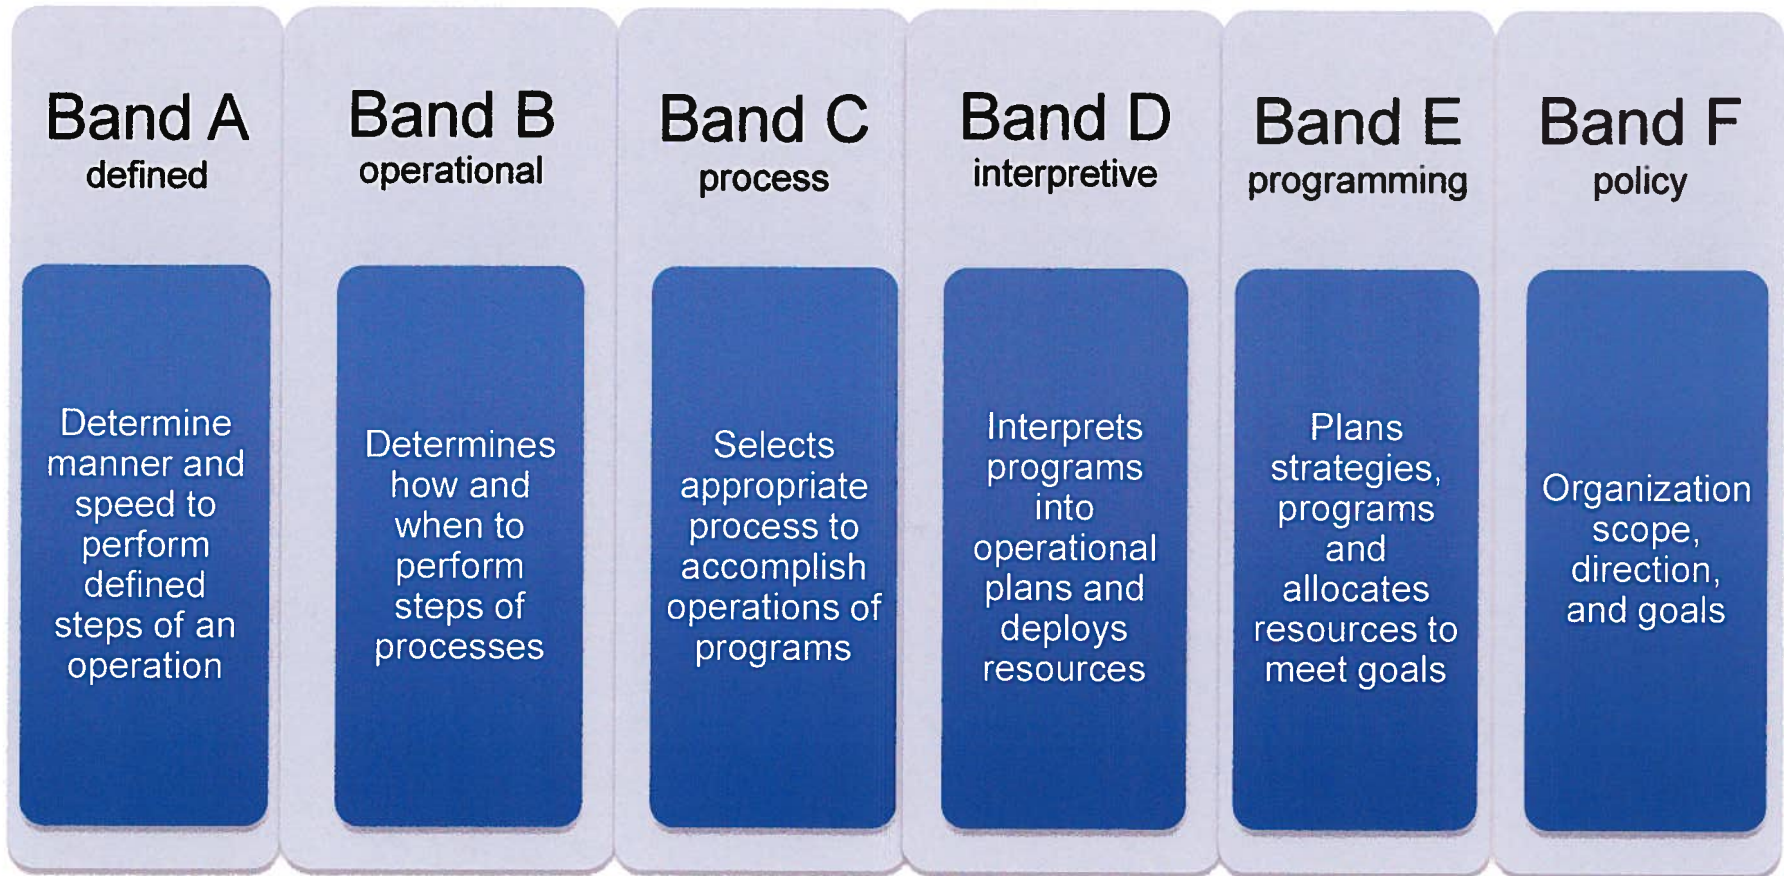 Band A
defined
Determine
manner and
speed to
perform
defined
steps of an
operation
Band B
operational
Determines
how and
when to
perform
steps of
processes
Band C
process
Selects
appropriate
process to
accomplish
operations of
programs
Band D
interpretive
Interprets
programs
into
operational
plans and
deploys
resources
Band E
programming
Plans
strategies,
programs
and
allocates
resources to
meet goals
Band F
policy
Organization
scope,
direction,
and goals